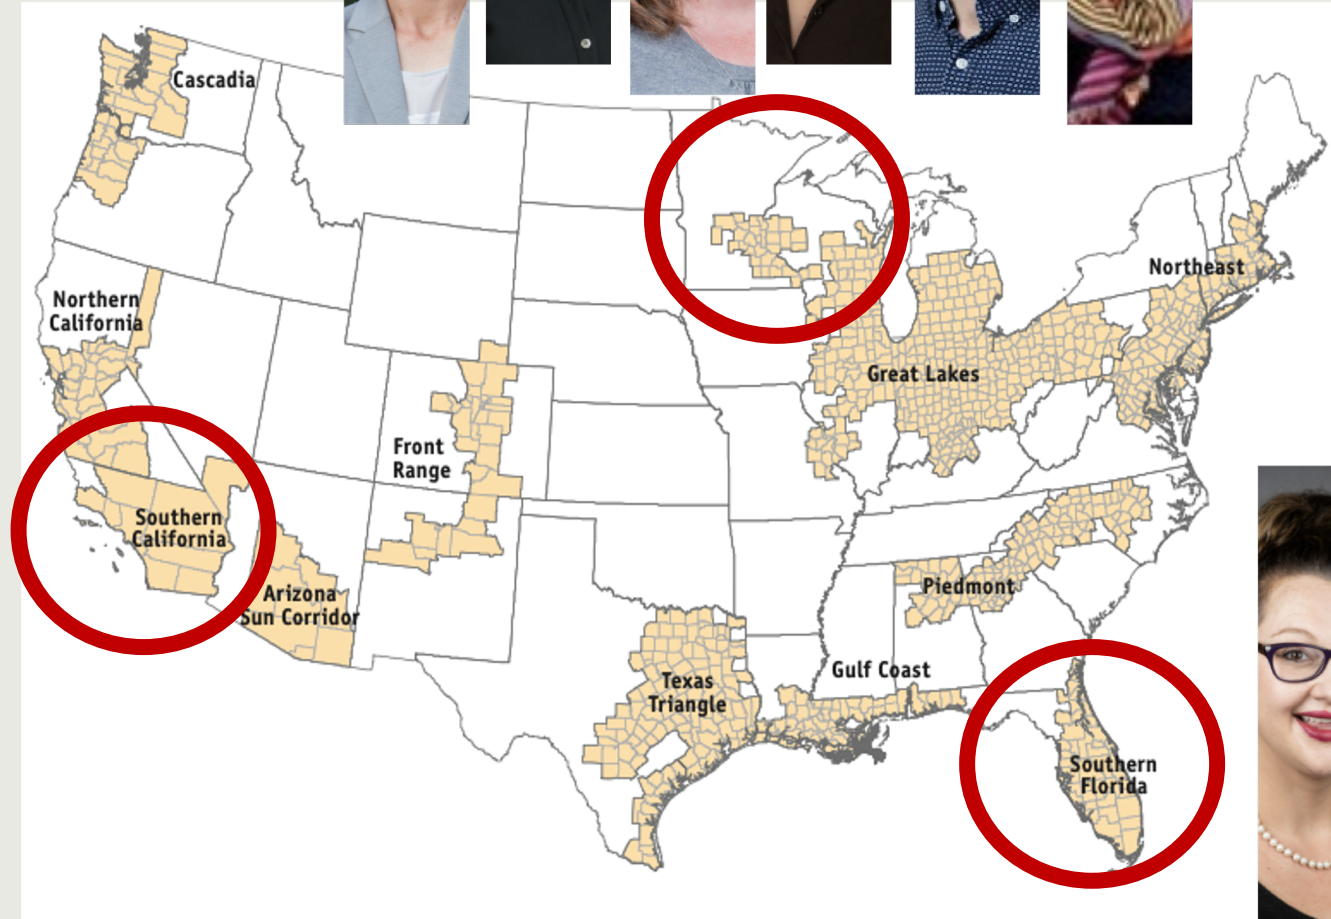 Cascadia
Northeast
Northern
California
Great Lakes
Front
Range
Southern
California
Arizona
Sun Corridor
Piedmont
Gulf Coast
Texas
Triangle
Southern
Florida